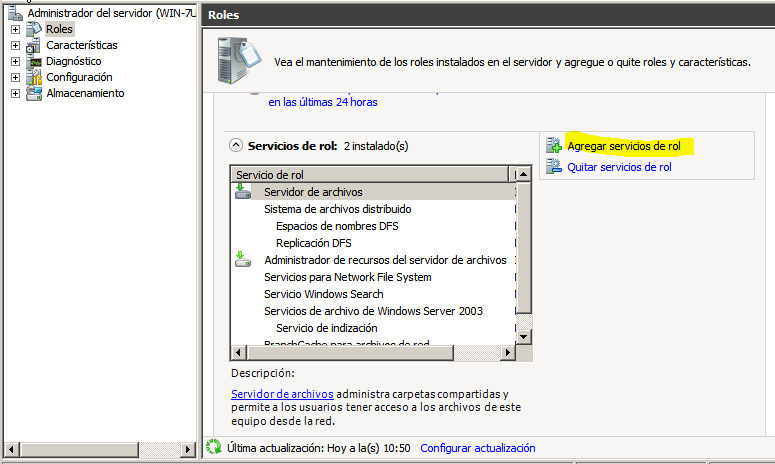 Administrador del servidor (WIN-7U
Roles
Características
Diagnóstico
Configuración
Almacenamiento
Roles
Vea el mantenimiento de los roles instalados en el servidor y agregue o quite roles y características.
en las últimas 24 horas
Servicios de rol: 2 instalado(s)
Agregar servicios de rol
Quitar servicios de rol
Servicio de rol
Servidor de archivos
Sistema de archivos distribuido
Espacios de nombres DFS
Replicación DFS
Administrador de recursos del servidor de archivos
Servicios para Network File System
Servicio Windows Search
Servicios de archivo de Windows Server 2003
Servicio de indización
BranchCache para archivos de red
Descripción:
Servidor de archivos administra carpetas compartidas y
permite a los usuarios tener acceso a los archivos de este
equipo desde la red.
Última actualización: Hoy a la(s) 10:50 Configurar actualización